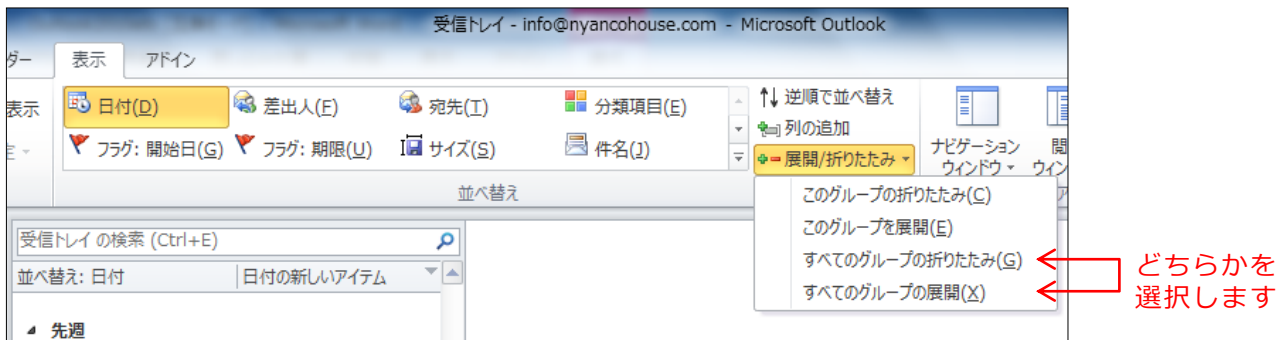 受信トレイ - info@nyancohouse.com - Microsoft Outlook
ダー 表示 アドイン
表示 日付(D) 差出人(F) 宛先(T) 分類項目(E) 逆順で並べ替え
列の追加
フラグ: 開始日(G) フラグ: 期限(U) サイズ(S) 件名(J) 展開/折りたたみ
ナビゲーション
ウィンドウ
閲
ウィン
並べ替え
このグループの折りたたみ(C)
このグループを展開(E)
すべてのグループの折りたたみ(G)
すべてのグループの展開(X)
どちらかを
選択します
受信トレイ の検索 (Ctrl+E)
並べ替え: 日付 日付の新しいアイテム
先週